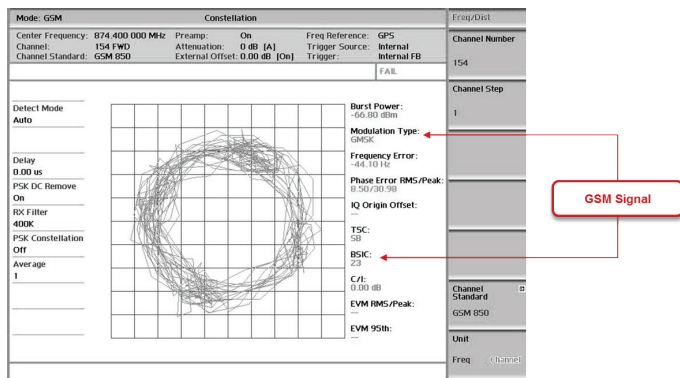 Mode: GSM Constellation
Center Frequency: 874.400 000 MHz Preamp: On Freq Reference: GPS
Channel: 154 FWD Attenuation: 0 dB [A] Trigger Source: Internal
Channel Standard: GSM 850 External Offset: 0.00 dB [On] Trigger: Internal FB
FAIL
Detect Mode
Auto
Delay
0.00 us
PSK DC Remove
On
RX Filter
400K
PSK Constellation
Off
Average
1
Burst Power:
-66.80 dBm
Modulation Type:
GMSK
Frequency Error:
-44.10 Hz
Phase Error RMS/Peak:
8.50/30.98
IQ Origin Offset:
--
TSC:
SB
BSIC:
23
C/I:
0.00 dB
EVM RMS/Peak:
--
EVM 95th:
--
Freq/Dist
Channel Number
154
Channel Step
1
Channel
Standard
GSM 850
Unit
Freq Channel
GSM Signal